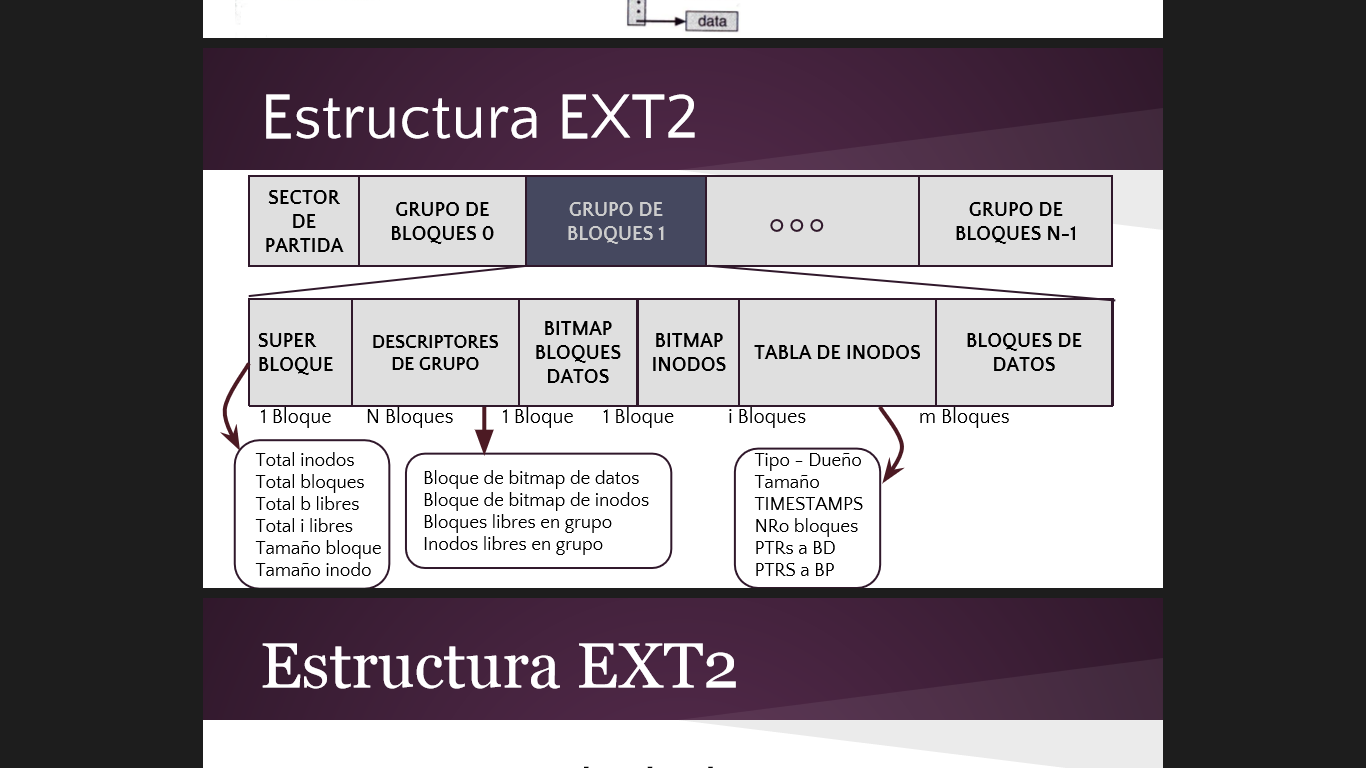 data
Estructura EXT2
SECTOR
DE
PARTIDA
GRUPO DE
BLOQUES 0
GRUPO DE
BLOQUES 1
GRUPO DE
BLOQUES N-1
SUPER
BLOQUE
DESCRIPTORES
DE GRUPO
BITMAP
BLOQUES
DATOS
BITMAP
INODOS
TABLA DE INODOS
BLOQUES DE
DATOS
1 Bloque
N Bloques
1 Bloque
1 Bloque
i Bloques
m Bloques
Total inodos
Total bloques
Total b libres
Total i libres
Tamaño bloque
Tamaño inodo
Bloque de bitmap de datos
Bloque de bitmap de inodos
Bloques libres en grupo
Inodos libres en grupo
Tipo - Dueño
Tamaño
TIMESTAMPS
NRo bloques
PTRs a BD
PTRS a BP
Estructura EXT2